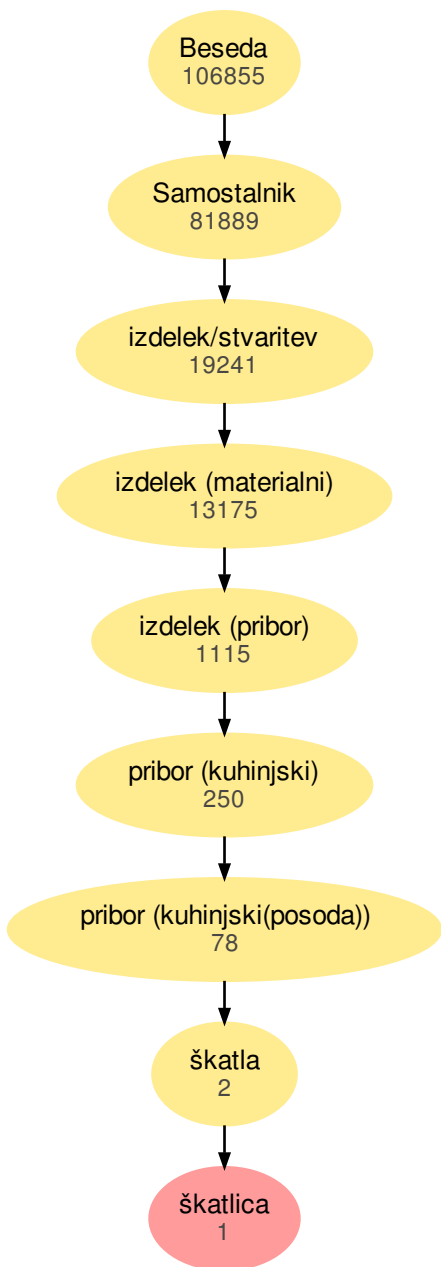 Beseda
106855
Samostalnik
81889
izdelek/stvaritev
19241
izdelek (materialni)
13175
izdelek (pribor)
1115
pribor (kuhinjski)
250
pribor (kuhinjski(posoda))
78
škatla
2
škatlica
1